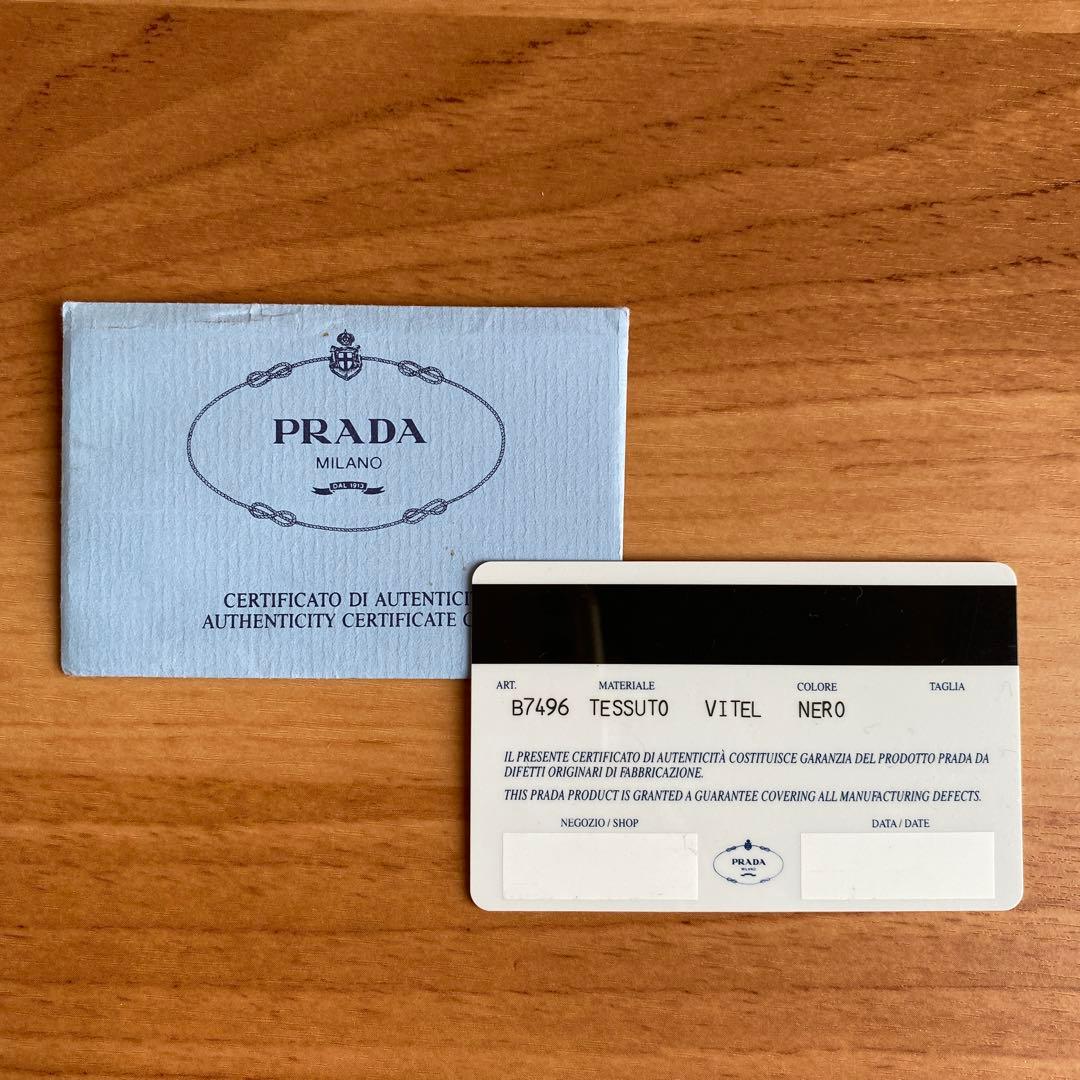 PRADA
MILANO
DAL 1913
CERTIFICATO DI AUTENTICI
AUTHENTICITY CERTIFICATE C
ART. MATERIALE COLORE TAGLIA
B7496 TESSUTO VITEL NERO
IL PRESENTE CERTIFICATO DI AUTENTICITÀ COSTITUISCE GARANZIA DEL PRODOTTO PRADA DA
DIFETTI ORIGINARI DI FABBRICAZIONE.
THIS PRADA PRODUCT IS GRANTED A GUARANTEE COVERING ALL MANUFACTURING DEFECTS.
NEGOZIO / SHOP DATA / DATE
PRADA
MILANO